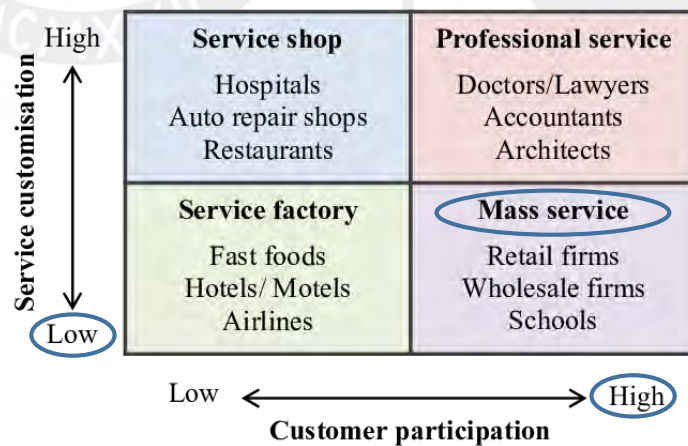 High
Service customisation
Low
Service shop
Hospitals
Auto repair shops
Restaurants
Professional service
Doctors/Lawyers
Accountants
Architects
Service factory
Fast foods
Hotels/ Motels
Airlines
Mass service
Retail firms
Wholesale firms
Schools
Low
High
Customer participation